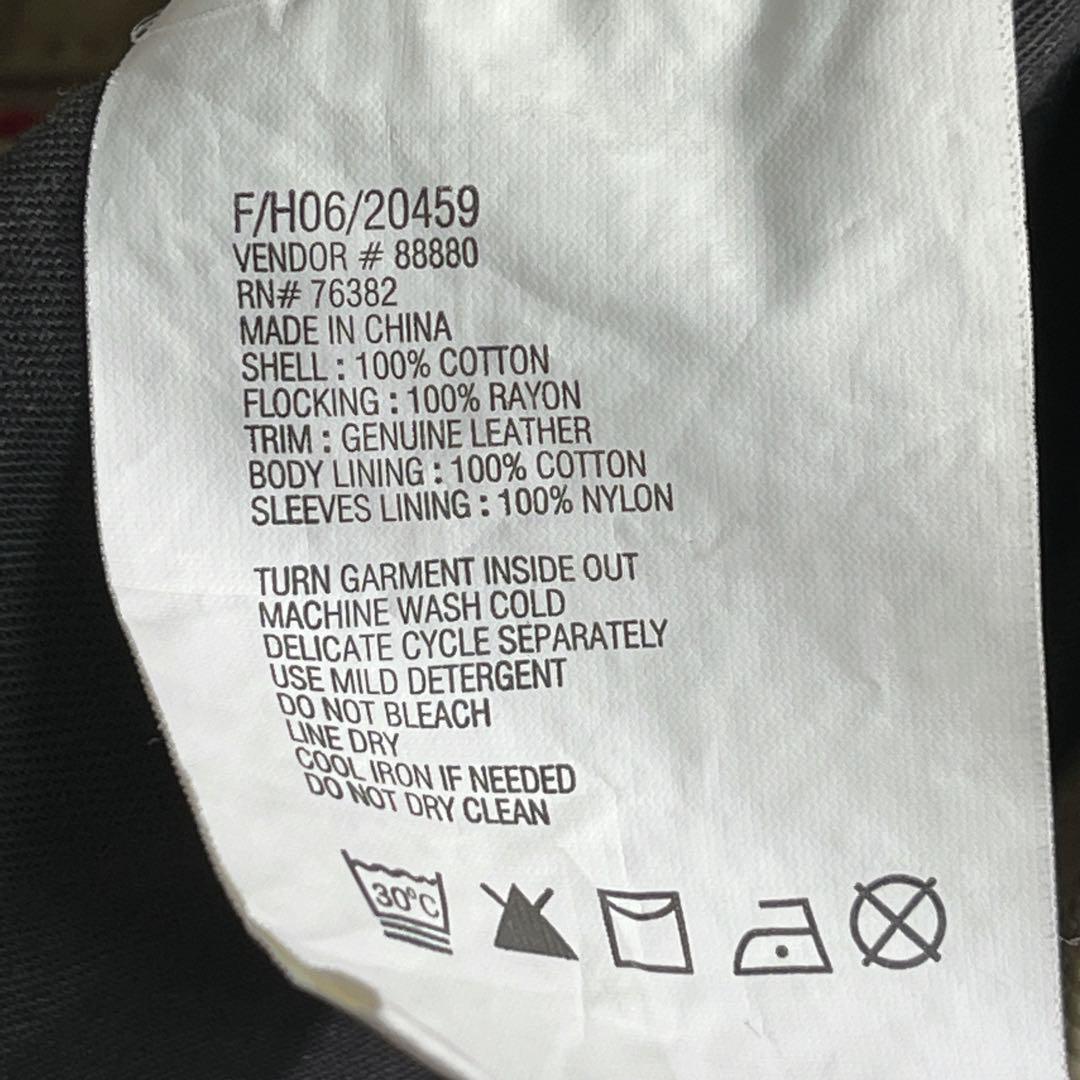 F/H06/20459
VENDOR # 88880
RN# 76382
MADE IN CHINA
SHELL : 100% COTTON
FLOCKING : 100% RAYON
TRIM : GENUINE LEATHER
BODY LINING : 100% COTTON
SLEEVES LINING : 100% NYLON
TURN GARMENT INSIDE OUT
MACHINE WASH COLD
DELICATE CYCLE SEPARATELY
USE MILD DETERGENT
DO NOT BLEACH
LINE DRY
COOL IRON IF NEEDED
DO NOT DRY CLEAN
30°C